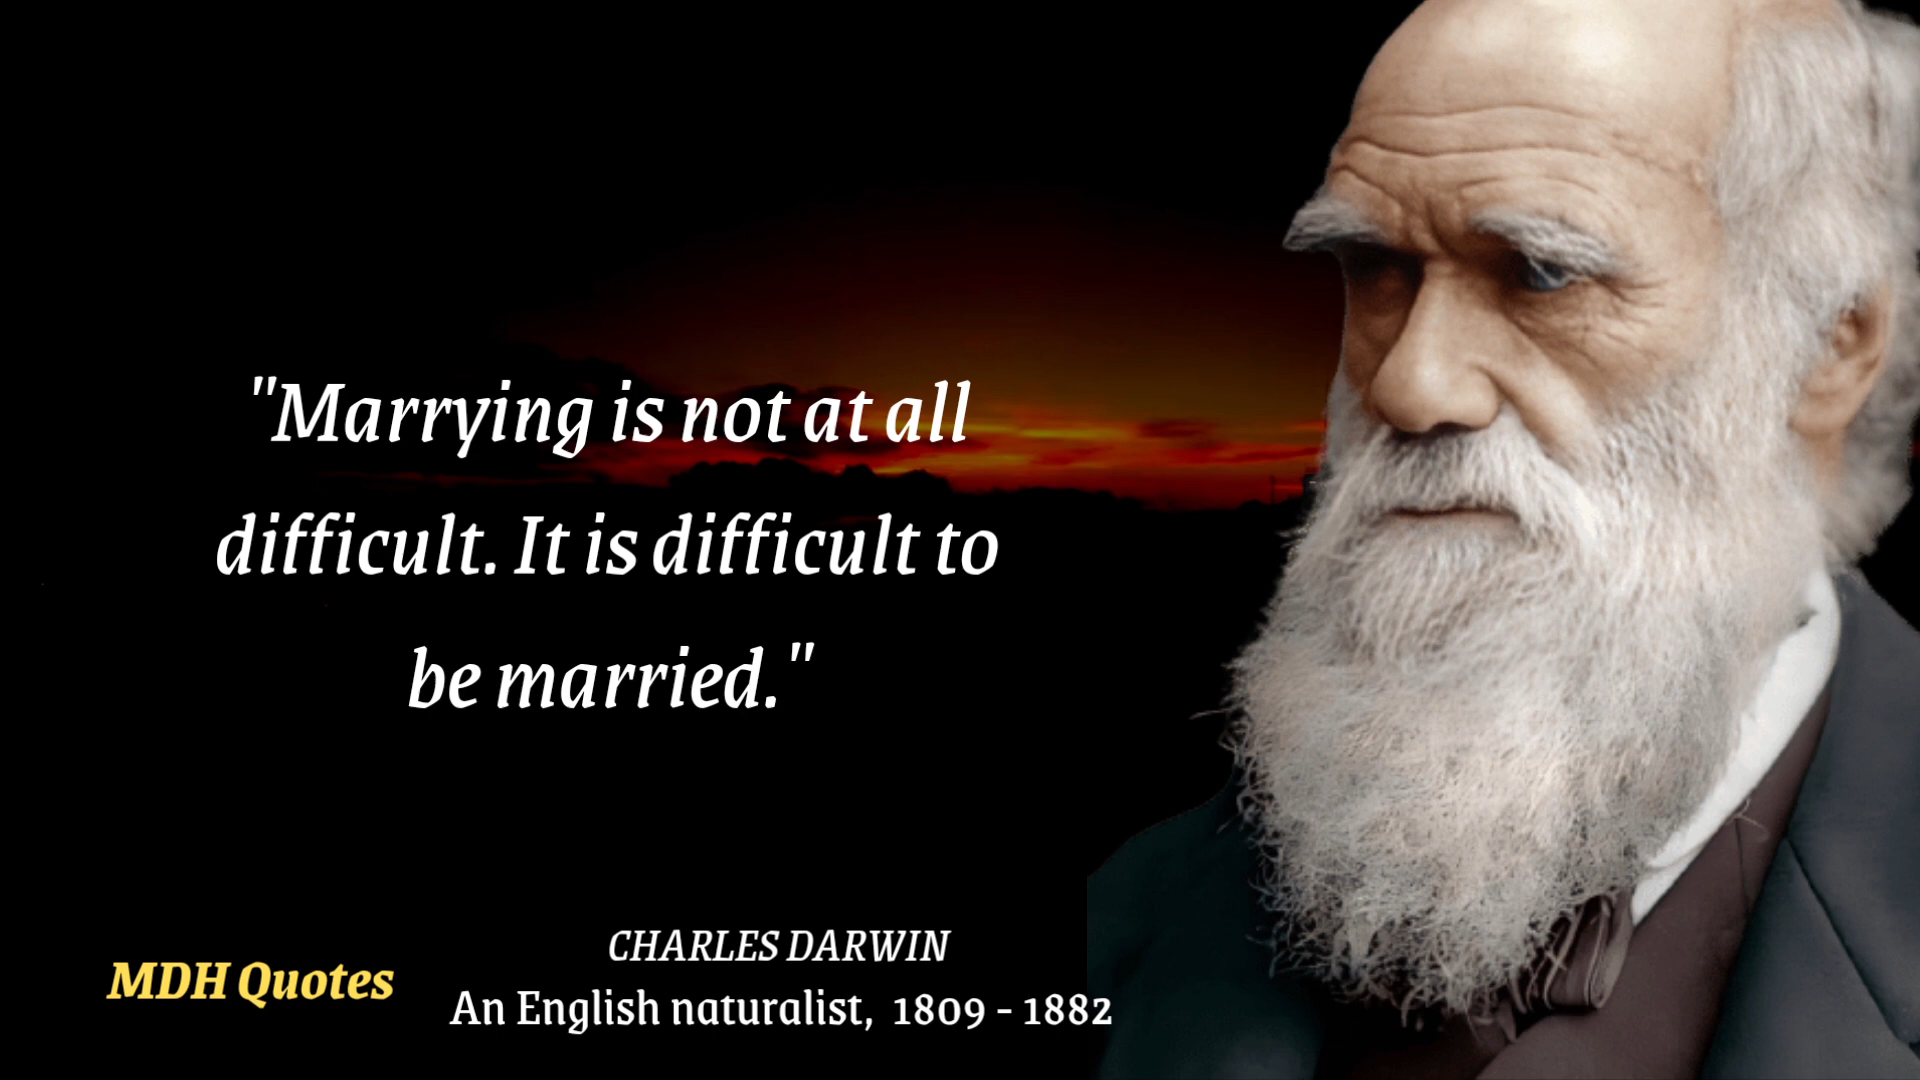 "Marrying is not at all
difficult. It is difficult to
be married."
CHARLES DARWIN
MDH Quotes
An English naturalist, 1809 - 1882